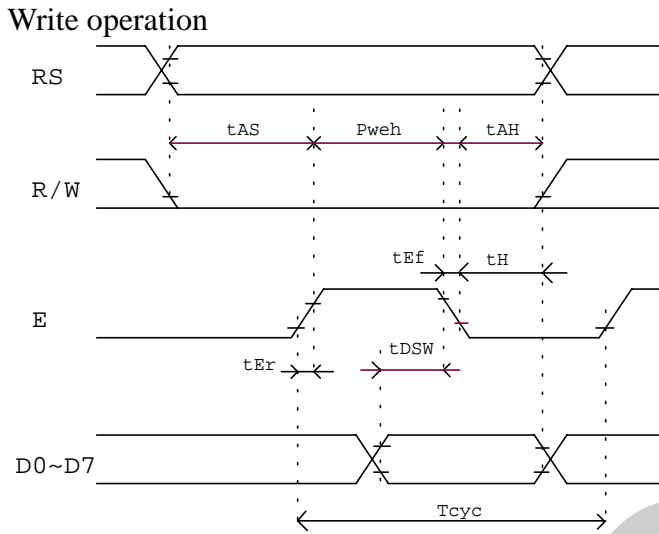 Write operation
RS
tAS Pweh tAH
R/W
tEf tH
E
tDSW
tEr
D0~D7
Tcyc